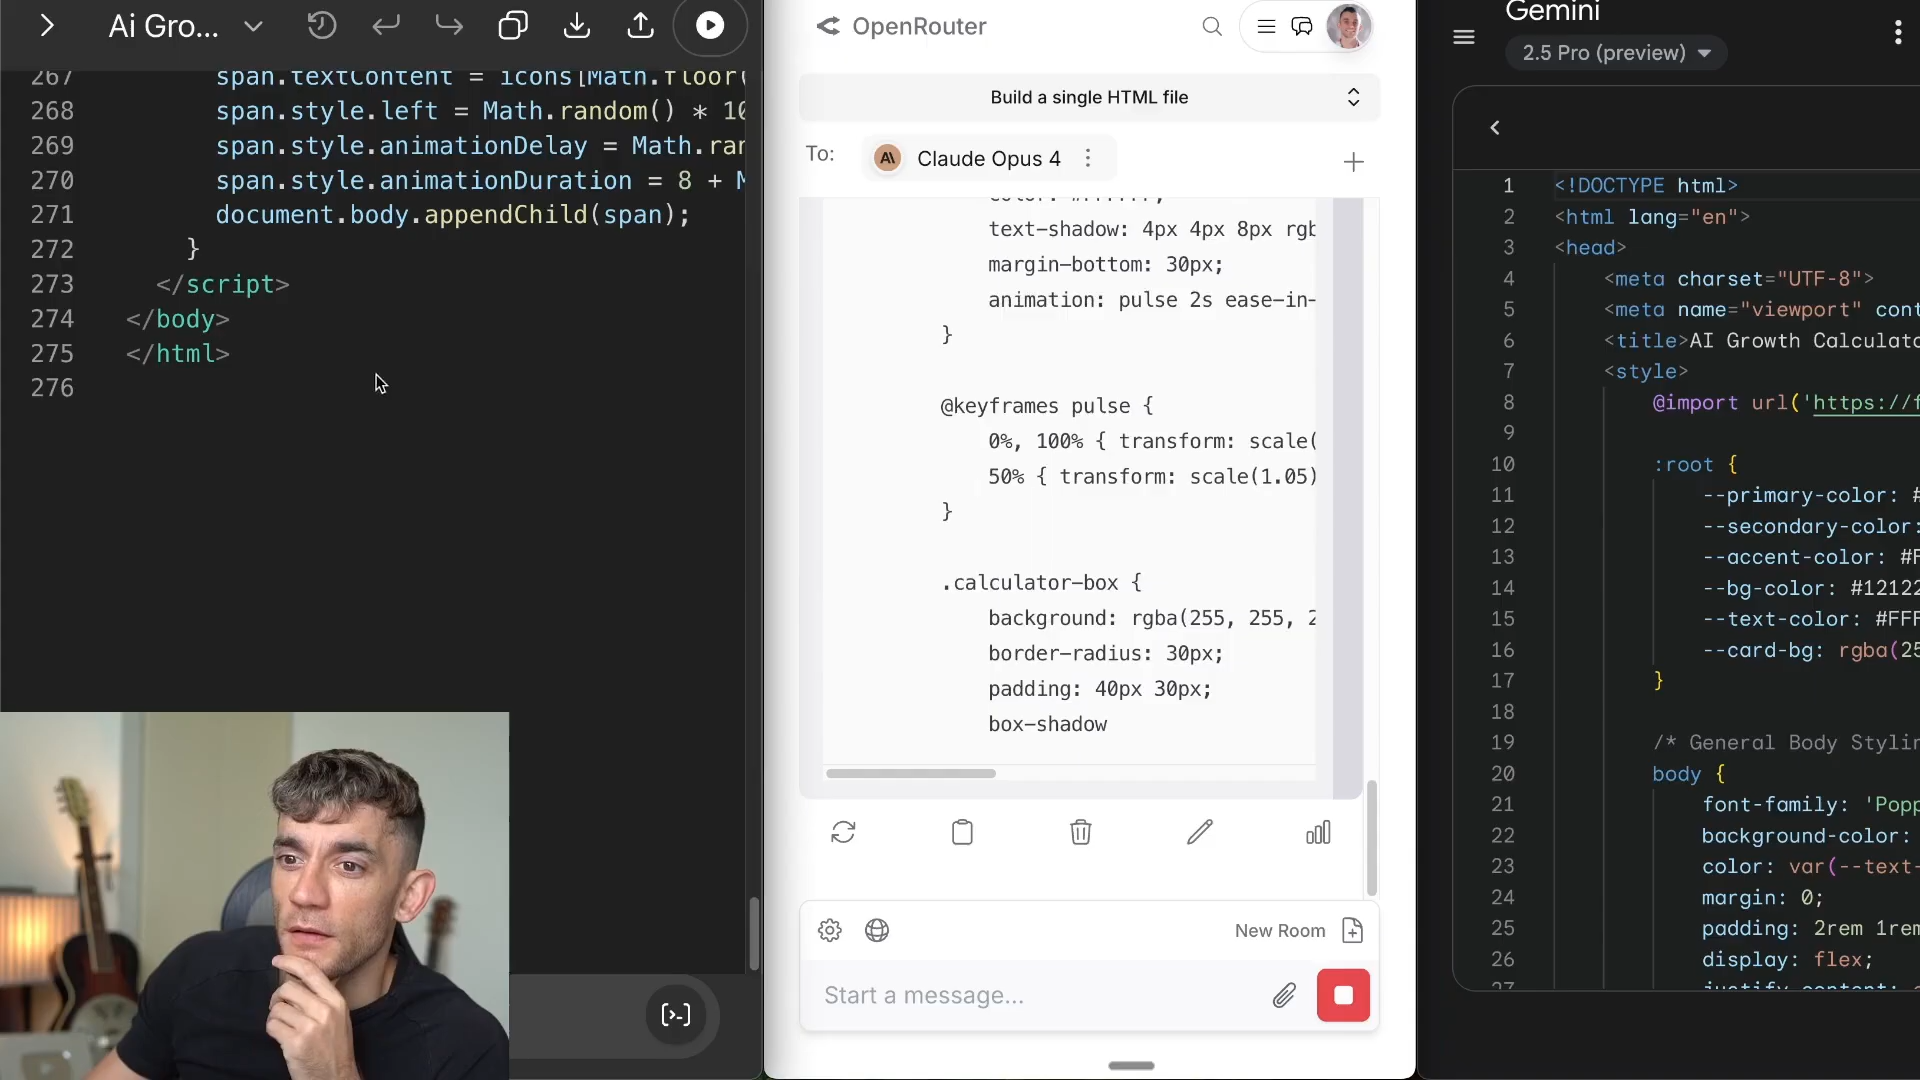 Ai Gro...
267 span.textContent = icons[Math.floor(
268 span.style.left = Math.random() * 10
269 span.style.animationDelay = Math.ran
270 span.style.animationDuration = 8 + M
271 document.body.appendChild(span);
272 }
273 </script>
274 </body>
275 </html>
276
OpenRouter
Build a single HTML file
To: Claude Opus 4
text-shadow: 4px 4px 8px rgb
margin-bottom: 30px;
animation: pulse 2s ease-in-
}
@keyframes pulse {
0%, 100% { transform: scale(
50% { transform: scale(1.05)
}
.calculator-box {
background: rgba(255, 255, 2
border-radius: 30px;
padding: 40px 30px;
box-shadow
New Room
Start a message...
Gemini
2.5 Pro (preview)
1 <!DOCTYPE html>
2 <html lang="en">
3 <head>
4 <meta charset="UTF-8">
5 <meta name="viewport" cont
6 <title>AI Growth Calculato
7 <style>
8 @import url('https://f
9
10 :root {
11 --primary-color: #
12 --secondary-color:
13 --accent-color: #F
14 --bg-color: #12122
15 --text-color: #FFF
16 --card-bg: rgba(25
17 }
18
19 /* General Body Stylin
20 body {
21 font-family: 'Popp
22 background-color:
23 color: var(--text-
24 margin: 0;
25 padding: 2rem 1rem
26 display: flex;